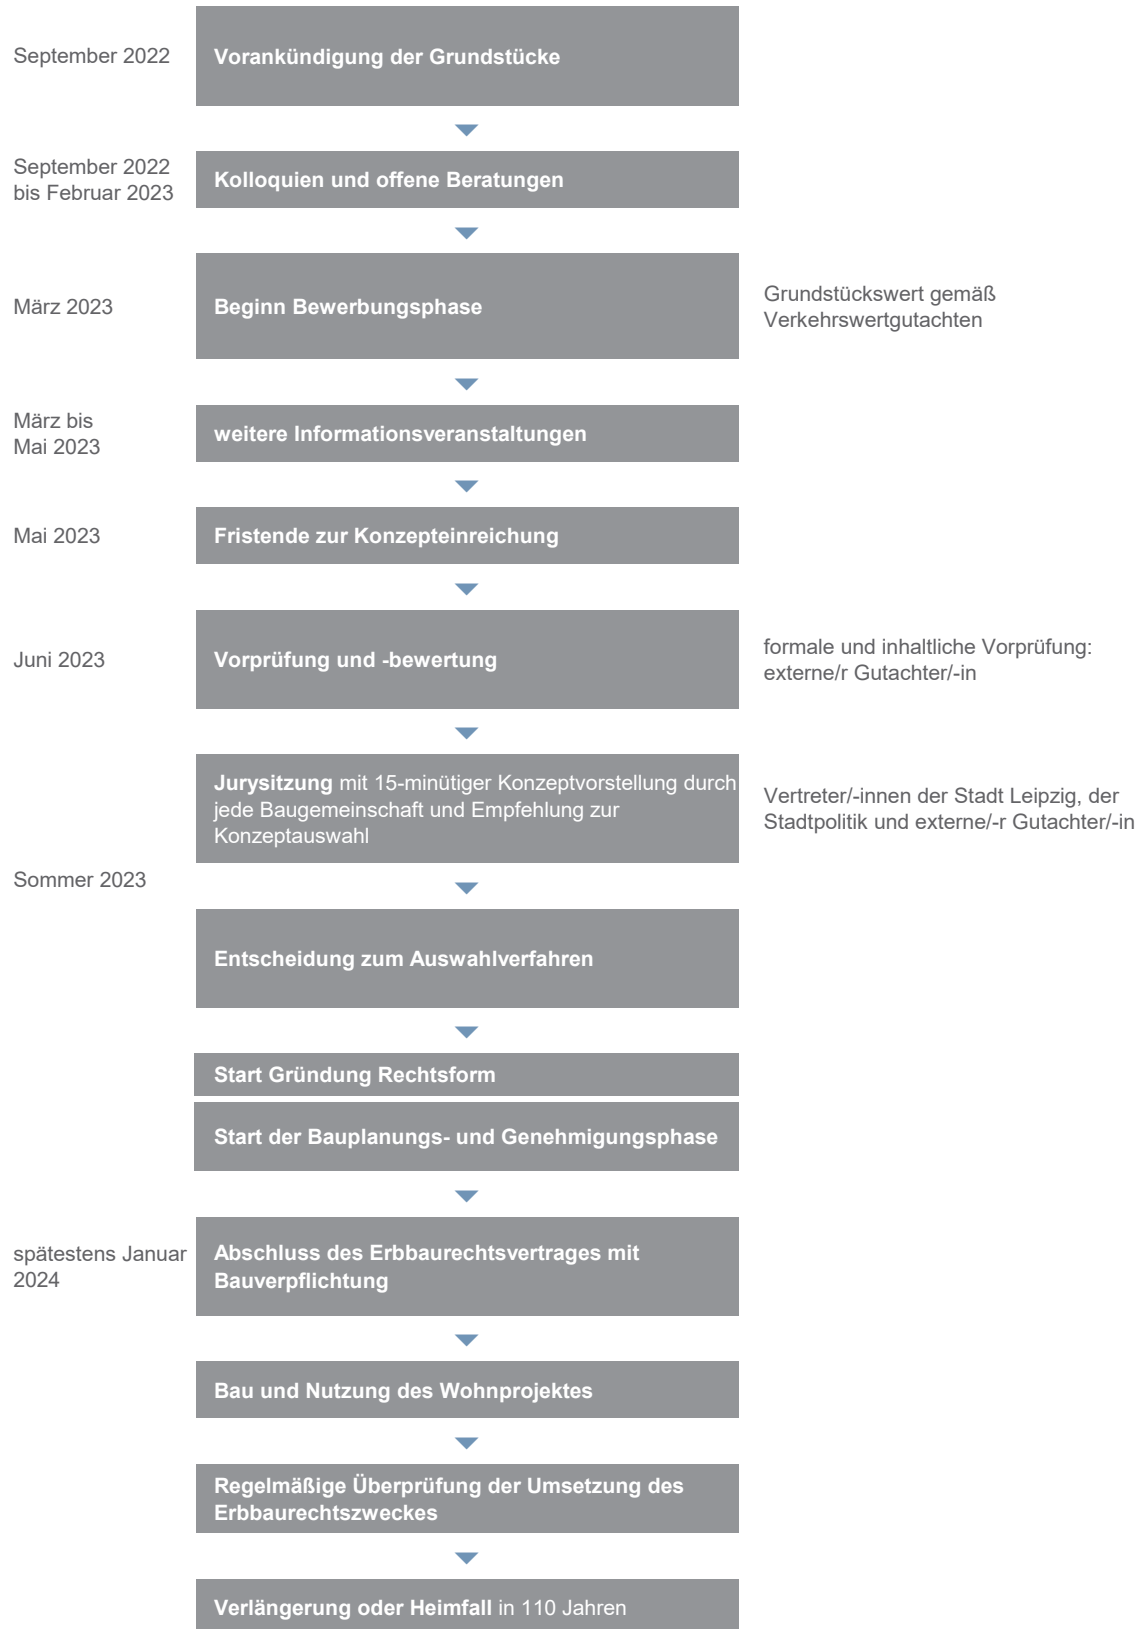 September 2022
Vorankündigung der Grundstücke
September 2022
bis Februar 2023
Kolloquien und offene Beratungen
März 2023
Beginn Bewerbungsphase
Grundstückswert gemäß
Verkehrswertgutachten
März bis
Mai 2023
weitere Informationsveranstaltungen
Mai 2023
Fristende zur Konzepteinreichung
Juni 2023
Vorprüfung und -bewertung
formale und inhaltliche Vorprüfung:
externe/r Gutachter/-in
Jurysitzung mit 15-minütiger Konzeptvorstellung durch
jede Baugemeinschaft und Empfehlung zur
Konzeptauswahl
Vertreter/-innen der Stadt Leipzig, der
Stadtpolitik und externe/-r Gutachter/-in
Sommer 2023
Entscheidung zum Auswahlverfahren
Start Gründung Rechtsform
Start der Bauplanungs- und Genehmigungsphase
spätestens Januar
2024
Abschluss des Erbbaurechtsvertrages mit
Bauverpflichtung
Bau und Nutzung des Wohnprojektes
Regelmäßige Überprüfung der Umsetzung des
Erbbaurechtszweckes
Verlängerung oder Heimfall in 110 Jahren